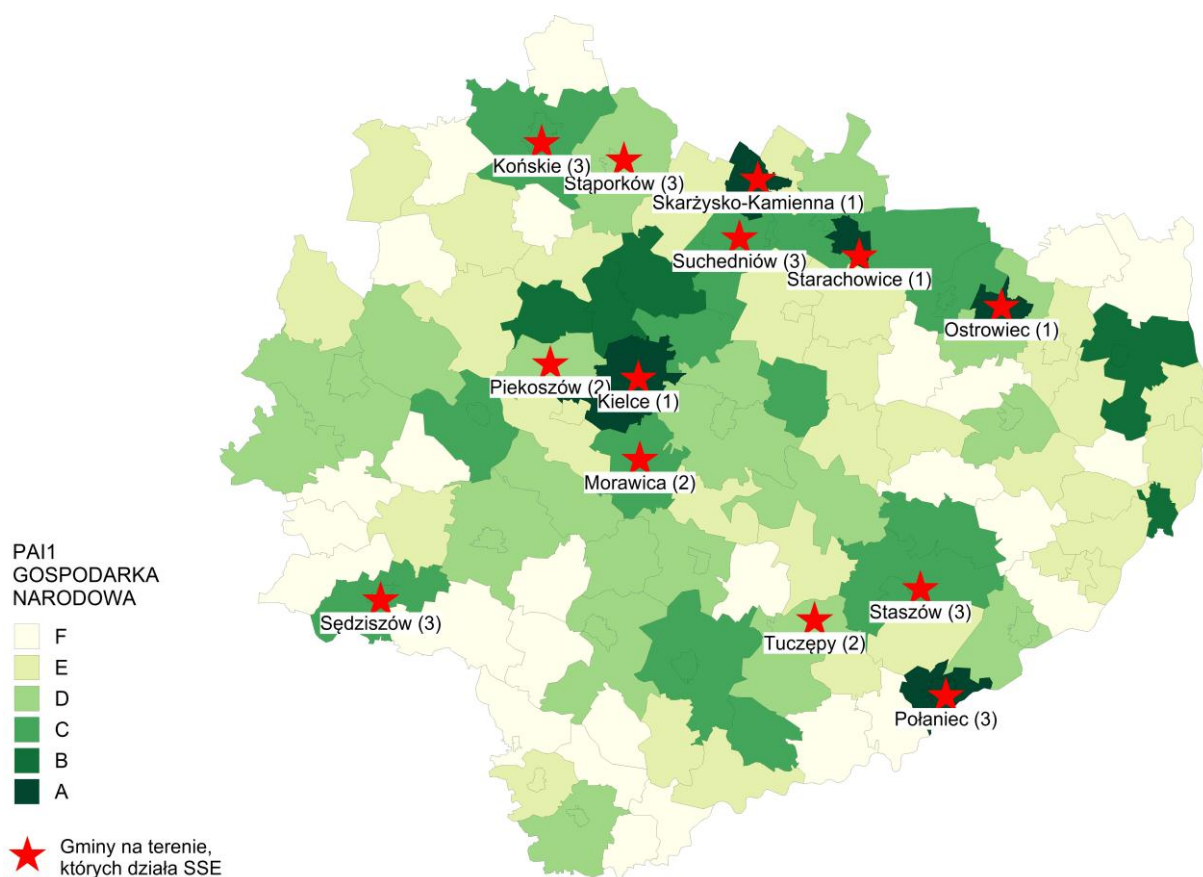 Końskie (3)
Stąporków (3)
Skarżysko-Kamienna (1)
Suchedniów (3)
Starachowice (1)
Ostrowiec (1)
Piekoszów (2)
Kielce (1)
Morawica (2)
Sędziszów (3)
Staszów (3)
Tuczępy (2)
Połaniec (3)
PAI1
GOSPODARKA
NARODOWA
F
E
D
C
B
A
Gminy na terenie,
których działa SSE